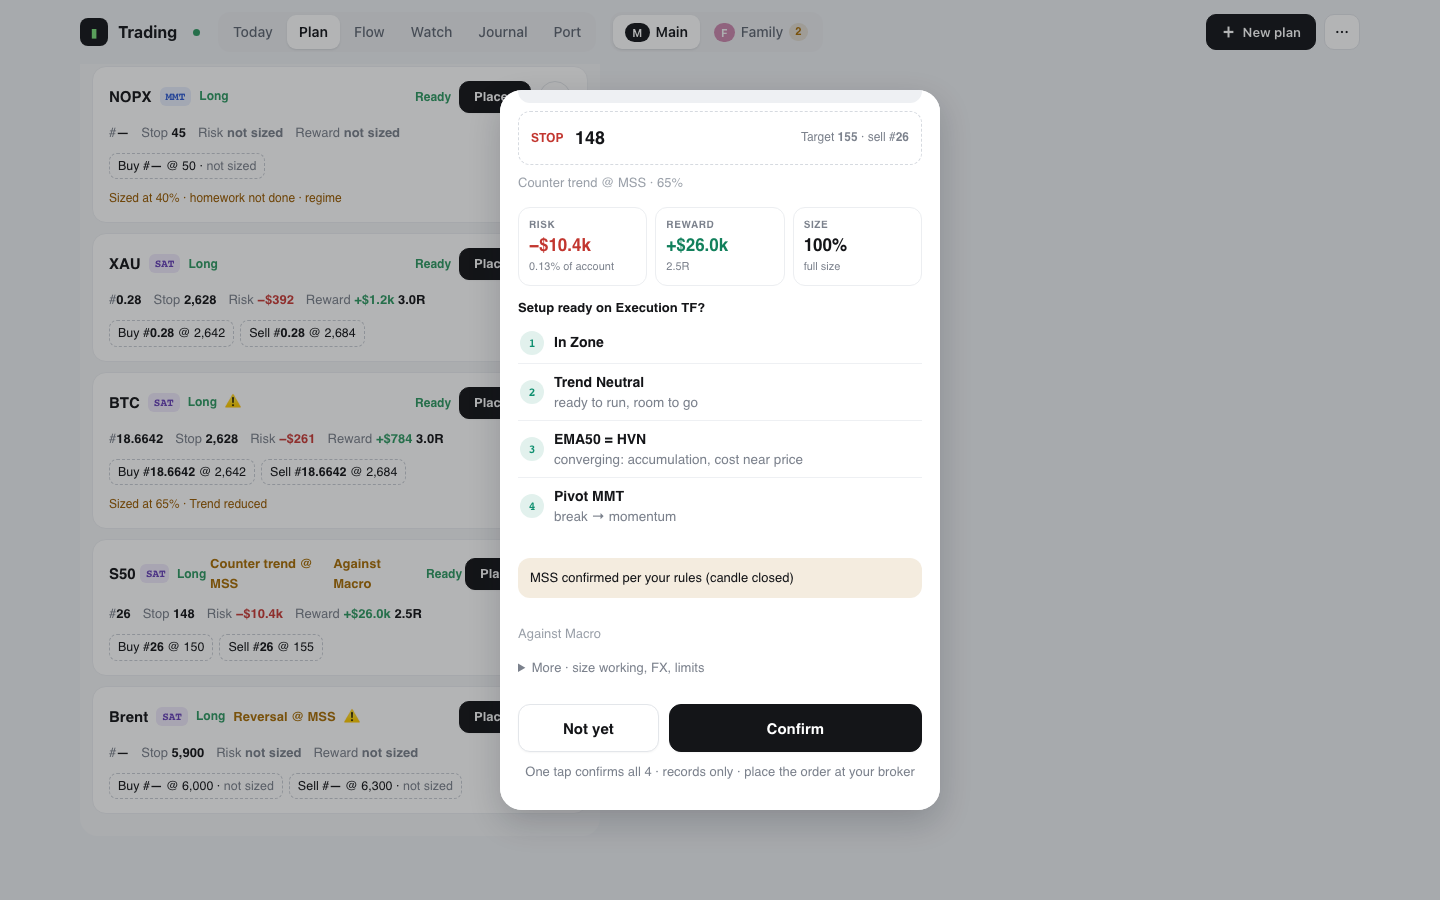 Trading
Today Plan Flow Watch Journal Port
M Main F Family 2
+ New plan ...
NOPX MMT Long Ready Place
#— Stop 45 Risk not sized Reward not sized
Buy #— @ 50 · not sized
Sized at 40% · homework not done · regime
XAU SAT Long Ready Plac
#0.28 Stop 2,628 Risk −$392 Reward +$1.2k 3.0R
Buy #0.28 @ 2,642 Sell #0.28 @ 2,684
BTC SAT Long Ready Plac
#18.6642 Stop 2,628 Risk −$261 Reward +$784 3.0R
Buy #18.6642 @ 2,642 Sell #18.6642 @ 2,684
Sized at 65% · Trend reduced
S50 SAT Long Counter trend @ MSS Against Macro Ready Pla
#26 Stop 148 Risk −$10.4k Reward +$26.0k 2.5R
Buy #26 @ 150 Sell #26 @ 155
Brent SAT Long Reversal @ MSS Plac
#— Stop 5,900 Risk not sized Reward not sized
Buy #— @ 6,000 · not sized Sell #— @ 6,300 · not sized
STOP 148 Target 155 · sell #26
Counter trend @ MSS · 65%
RISK REWARD SIZE
−$10.4k +$26.0k 100%
0.13% of account 2.5R full size
Setup ready on Execution TF?
1 In Zone
2 Trend Neutral
ready to run, room to go
3 EMA50 = HVN
converging: accumulation, cost near price
4 Pivot MMT
break → momentum
MSS confirmed per your rules (candle closed)
Against Macro
▶ More · size working, FX, limits
Not yet Confirm
One tap confirms all 4 · records only · place the order at your broker